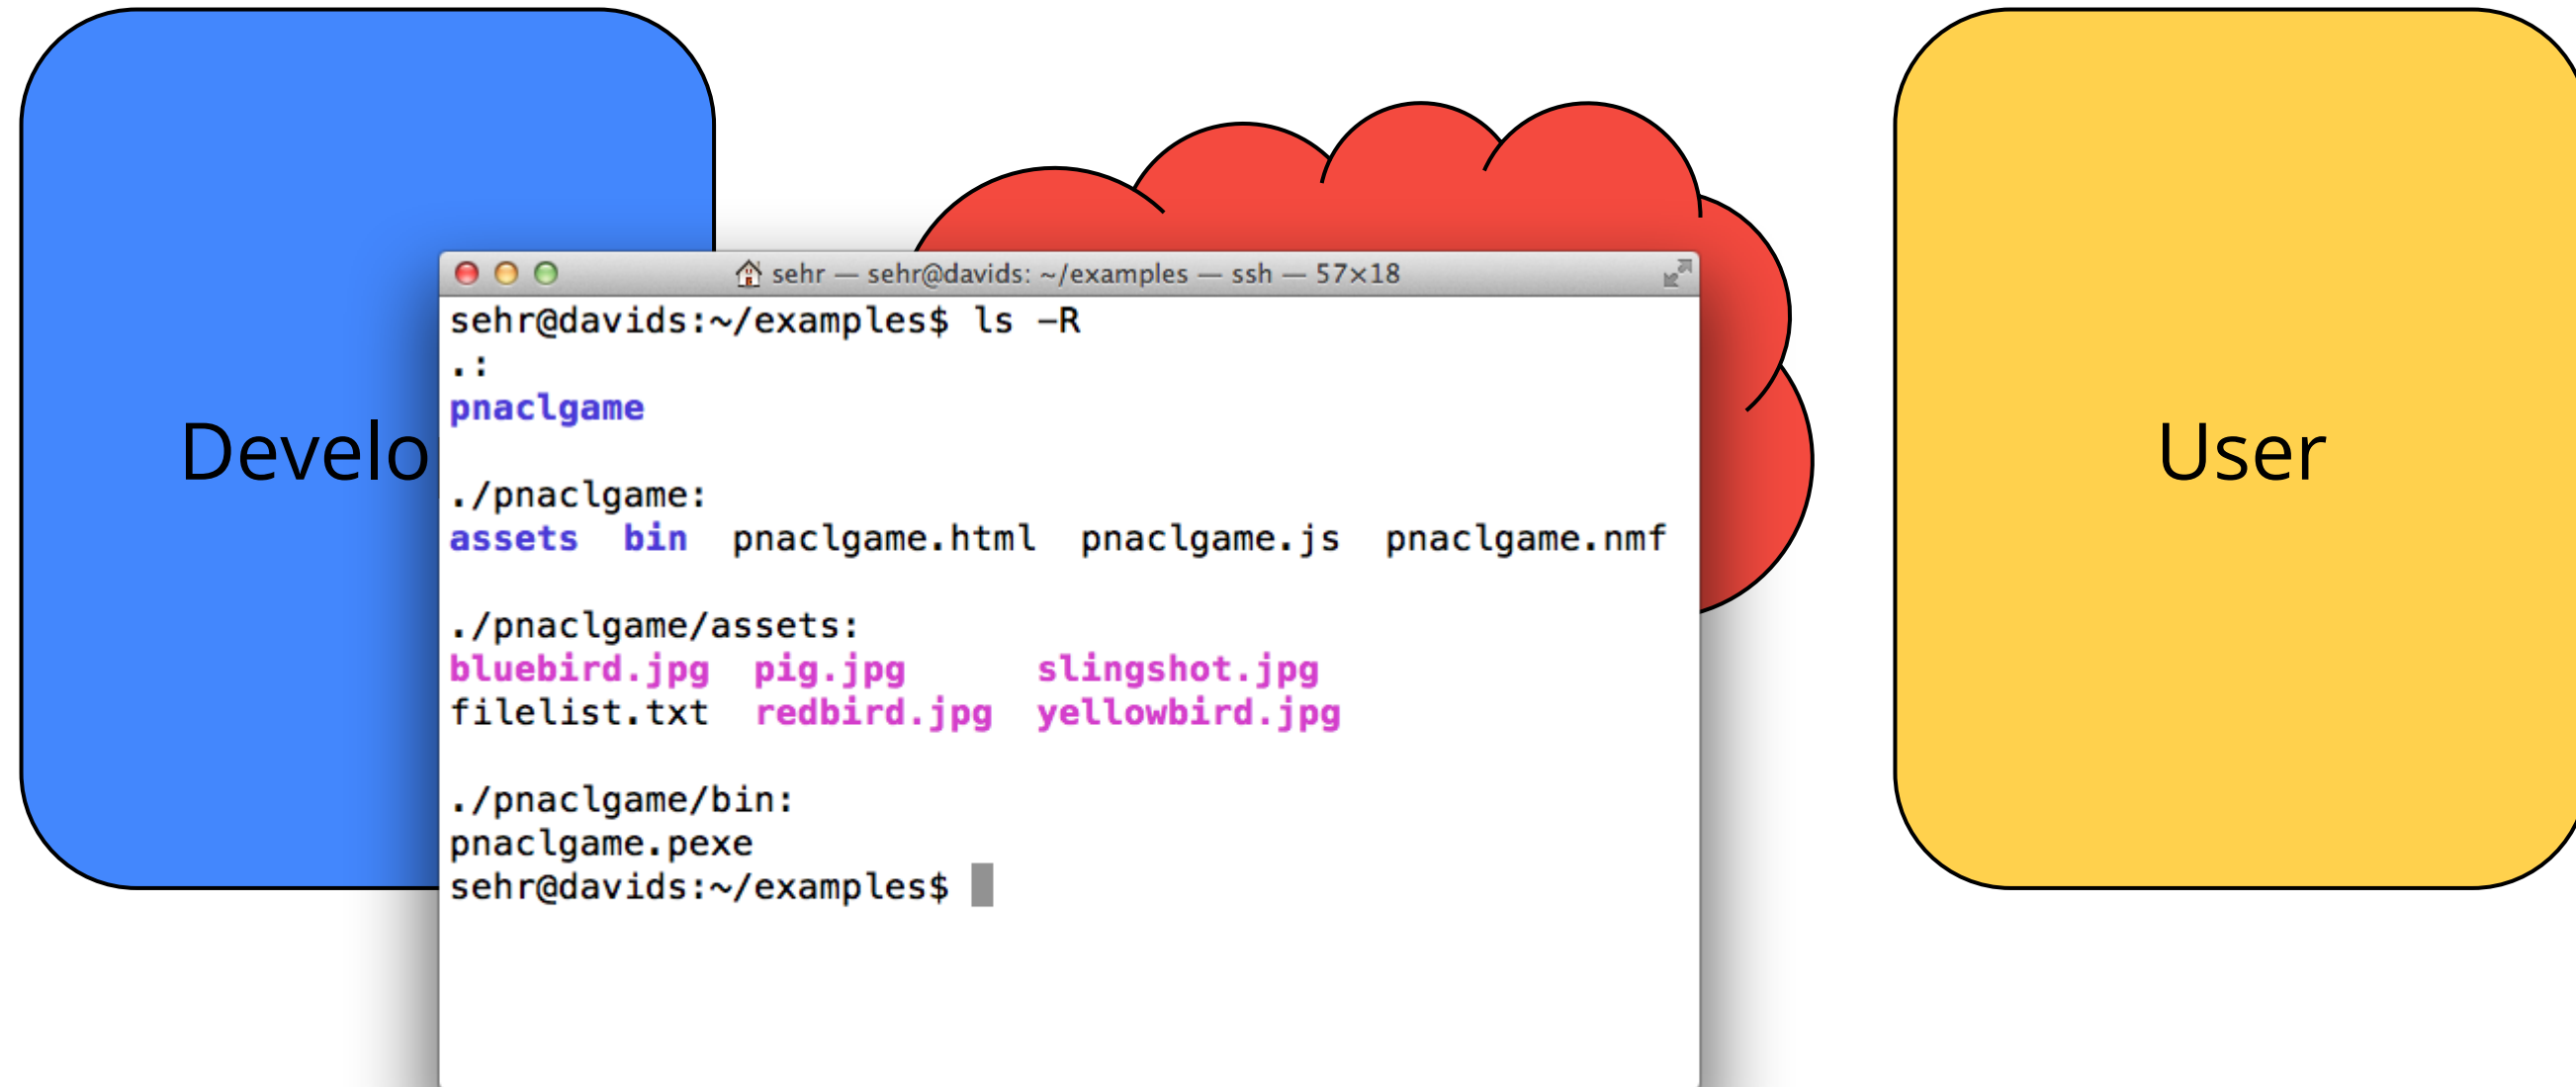 sehr — sehr@davids: ~/examples — ssh — 57×18
sehr@davids:~/examples$ ls -R
.:
pnaclgame
./pnaclgame:
assets bin pnaclgame.html pnaclgame.js pnaclgame.nmf
./pnaclgame/assets:
bluebird.jpg pig.jpg slingshot.jpg
filelist.txt redbird.jpg yellowbird.jpg
./pnaclgame/bin:
pnaclgame.pexe
sehr@davids:~/examples$
Develo
User